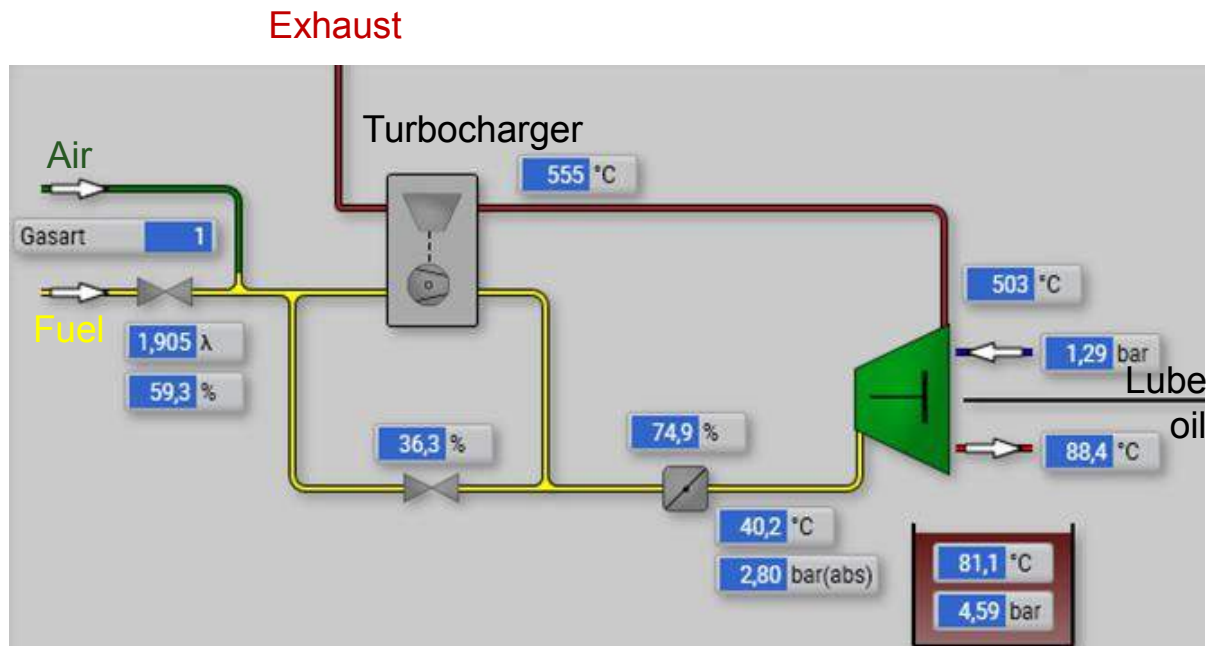 Exhaust
Turbocharger
Air
555 °C
Gasart 1
503 °C
Fuel
1,905 λ
1,29 bar
59,3 %
Lube
oil
36,3 %
74,9 %
88,4 °C
40,2 °C
2,80 bar(abs)
81,1 °C
4,59 bar